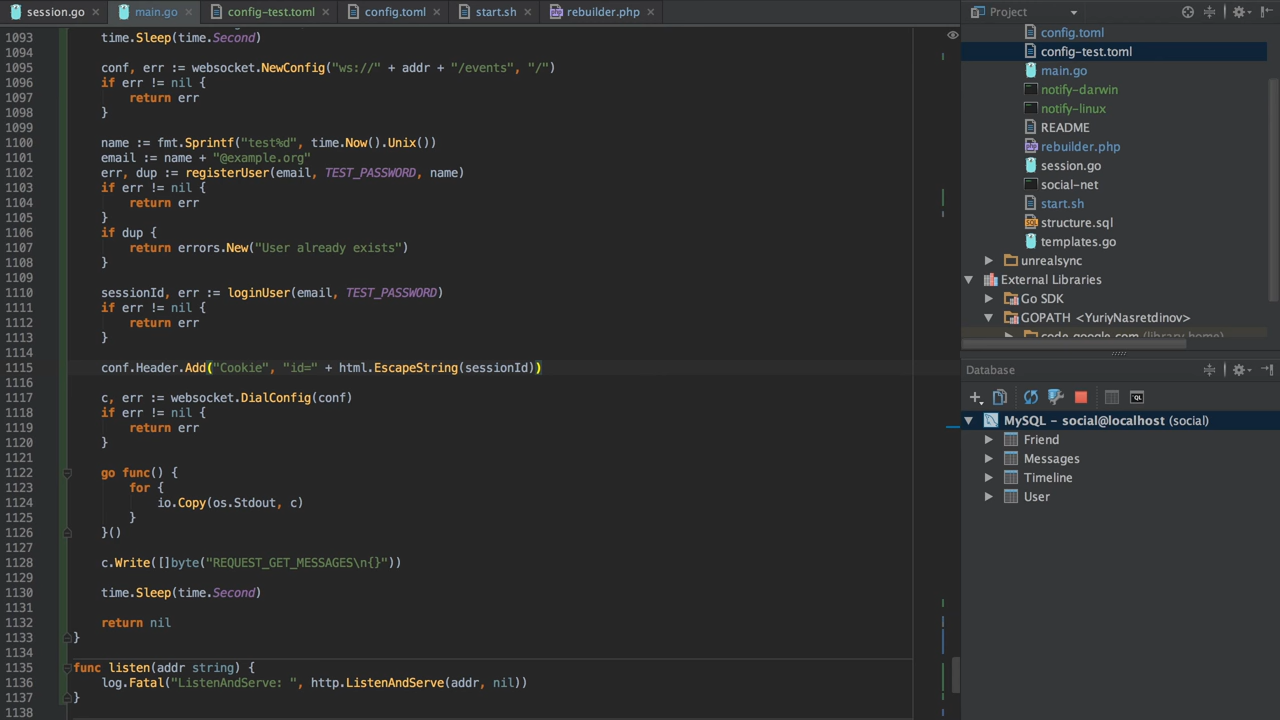 session.go
main.go
config-test.toml
config.toml
start.sh
rebuilder.php
1093 time.Sleep(time.Second)
1094
1095 conf, err := websocket.NewConfig("ws://" + addr + "/events", "/")
1096 if err != nil {
1097 return err
1098 }
1099
1100 name := fmt.Sprintf("test%d", time.Now().Unix())
1101 email := name + "@example.org"
1102 err, dup := registerUser(email, TEST_PASSWORD, name)
1103 if err != nil {
1104 return err
1105 }
1106 if dup {
1107 return errors.New("User already exists")
1108 }
1109
1110 sessionId, err := loginUser(email, TEST_PASSWORD)
1111 if err != nil {
1112 return err
1113 }
1114
1115 conf.Header.Add("Cookie", "id=" + html.EscapeString(sessionId))
1116
1117 c, err := websocket.DialConfig(conf)
1118 if err != nil {
1119 return err
1120 }
1121
1122 go func() {
1123 for {
1124 io.Copy(os.Stdout, c)
1125 }
1126 }()
1127
1128 c.Write([]byte("REQUEST_GET_MESSAGES\n{}"))
1129
1130 time.Sleep(time.Second)
1131
1132 return nil
1133 }
1134
1135 func listen(addr string) {
1136 log.Fatal("ListenAndServe: ", http.ListenAndServe(addr, nil))
1137 }
1138
Project
config.toml
config-test.toml
main.go
notify-darwin
notify-linux
README
rebuilder.php
session.go
social-net
start.sh
structure.sql
templates.go
unrealsync
External Libraries
Go SDK
GOPATH <YuriyNasretdinov>
code.google.com (library home)
Database
QL
MySQL - social@localhost (social)
Friend
Messages
Timeline
User